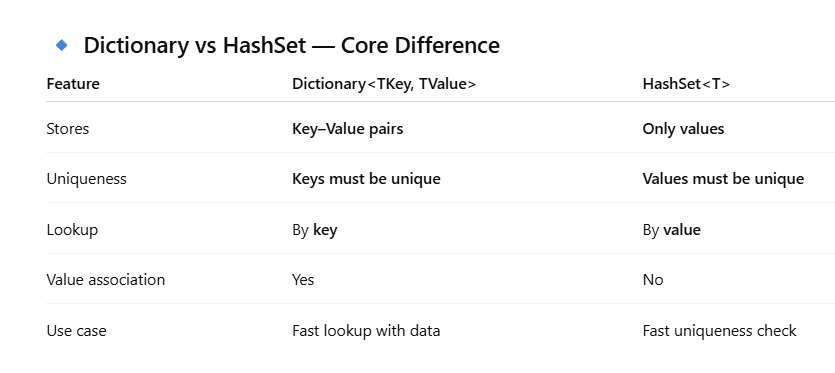 Dictionary vs HashSet — Core Difference
Feature Dictionary<TKey, TValue> HashSet<T>
Stores Key–Value pairs Only values
Uniqueness Keys must be unique Values must be unique
Lookup By key By value
Value association Yes No
Use case Fast lookup with data Fast uniqueness check